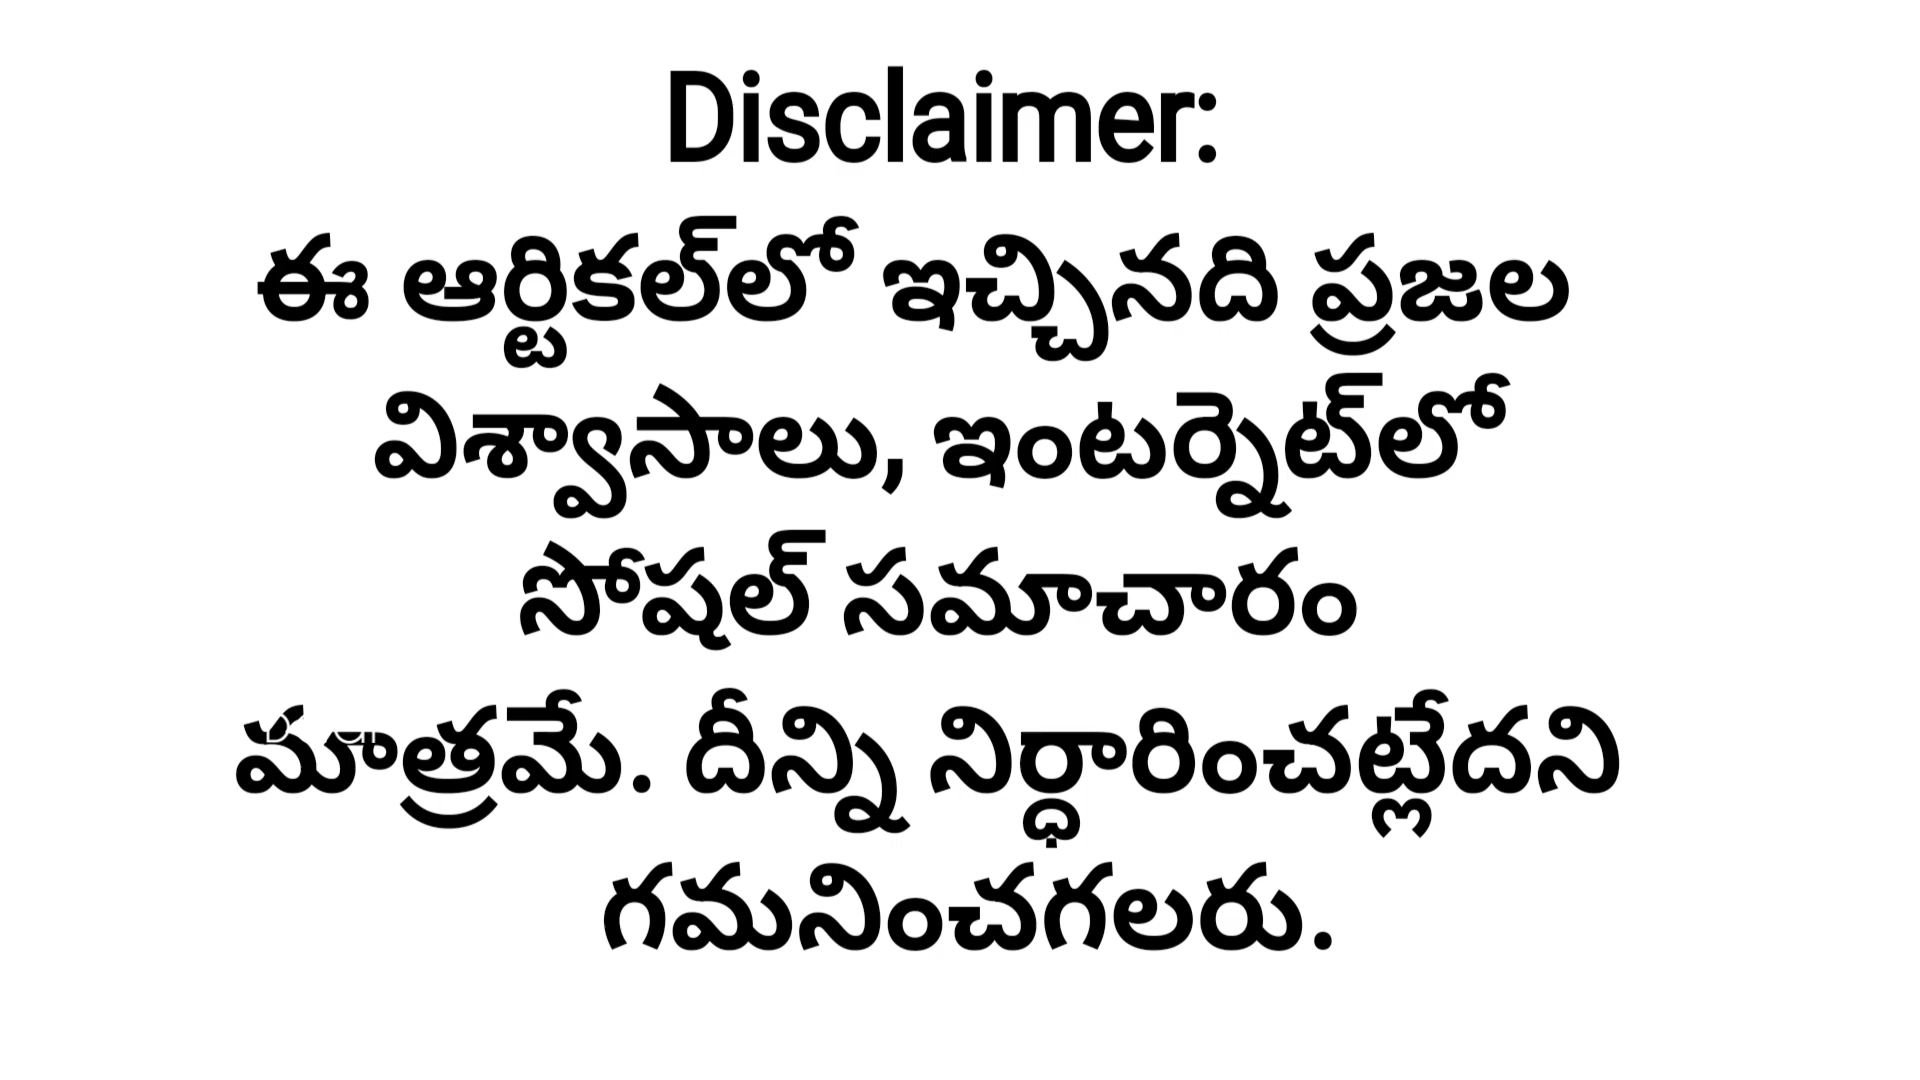 Disclaimer:
ఈ ఆర్టికల్‌లో ఇచ్చినది ప్రజల
విశ్వాసాలు, ఇంటర్నెట్‌లో
సోషల్ సమాచారం
మాత్రమే. దీన్ని నిర్ధారించట్లేదని
గమనించగలరు.